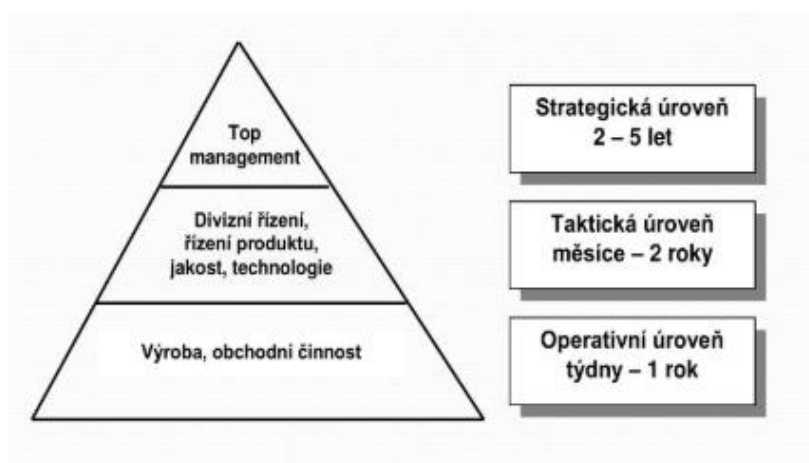 Top
management
Strategická úroveň
2 – 5 let
Divizní řízení,
řízení produktu,
jakost, technologie
Taktická úroveň
měsíce – 2 roky
Výroba, obchodní činnost
Operativní úroveň
týdny – 1 rok